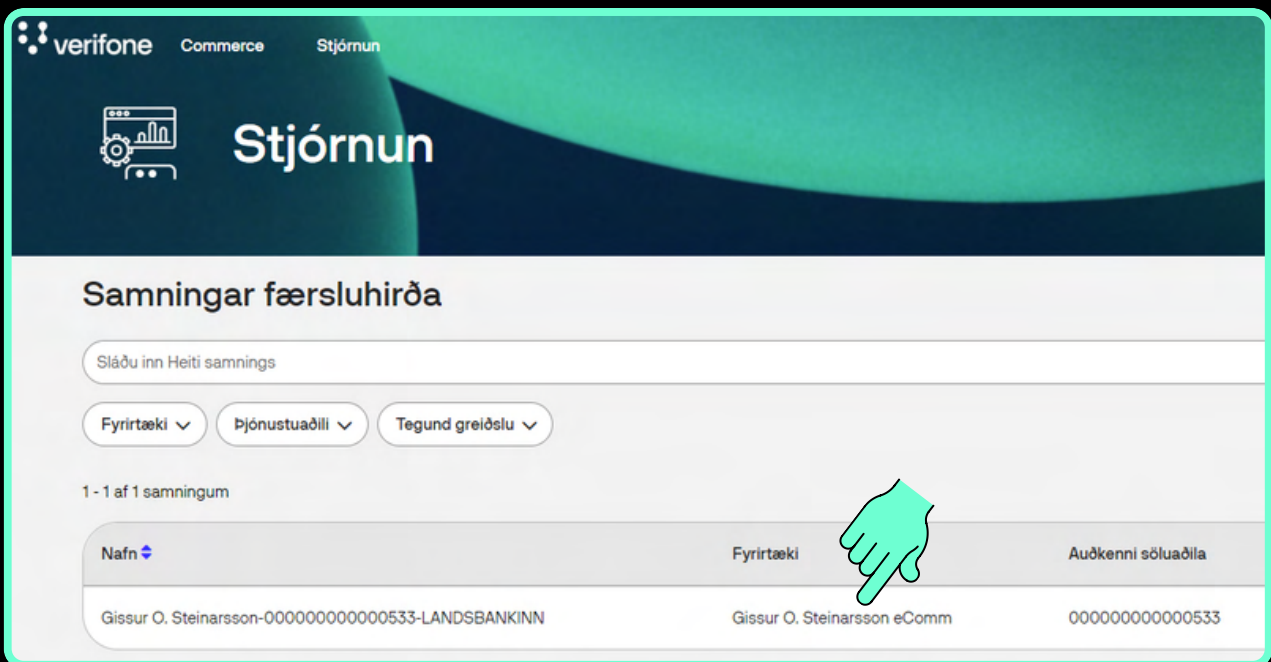 verifone Commerce Stjórnun
Stjórnun
Samningar færsluhirða
Sláðu inn Heiti samnings
Fyrirtæki Þjónustuaðili Tegund greiðslu
1 - 1 af 1 samningum
Nafn Fyrirtæki Auðkenni söluaðila
Gissur O. Steinarsson-000000000000533-LANDSBANKINN Gissur O. Steinarsson eComm 000000000000533